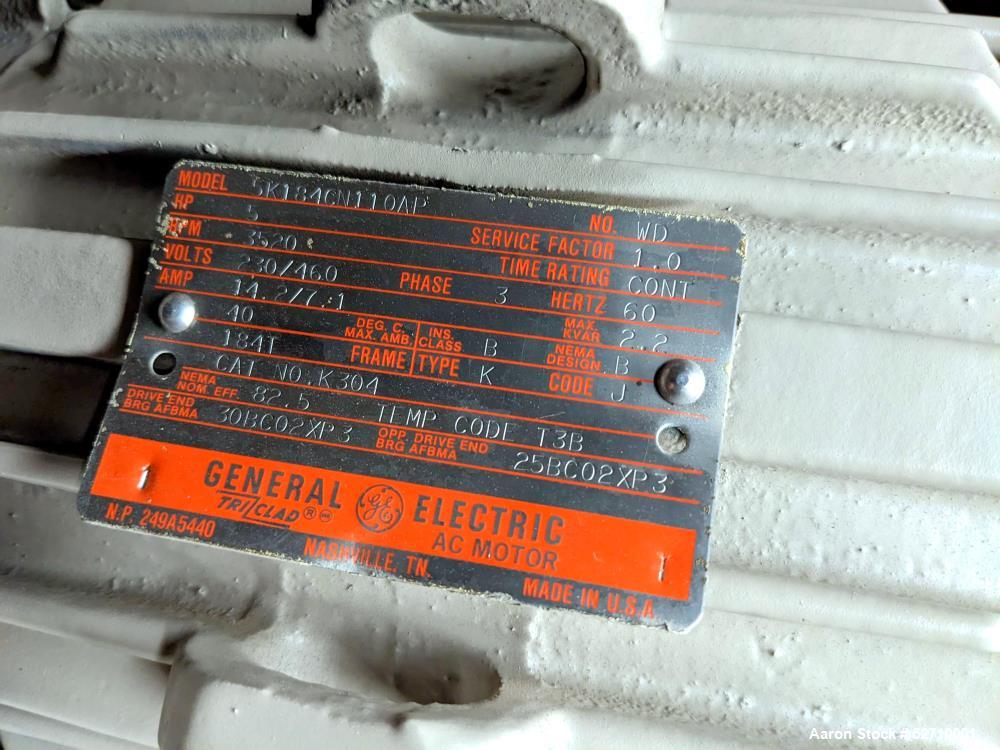 MODEL 5K184CN110AP NO. WD
HP 5 SERVICE FACTOR 1.0
RPM 3520 TIME RATING CONT
VOLTS 230/460 PHASE 3 HERTZ 60
AMP 14.2/7.1 MAX. KVAR 2.2
40 DEG. C. MAX. AMB. INS. CLASS B NEMA DESIGN B
184T FRAME TYPE K CODE J
CAT NO. K304
NEMA NOM. EFF. 82.5 TEMP CODE T3B
DRIVE END BRG AFBMA 30BC02XP3 OPP. DRIVE END BRG AFBMA 25BC02XP3
GENERAL GE ELECTRIC
TRI/CLAD ® AC MOTOR
N.P. 249A5440 NASHVILLE, TN. MADE IN U.S.A.